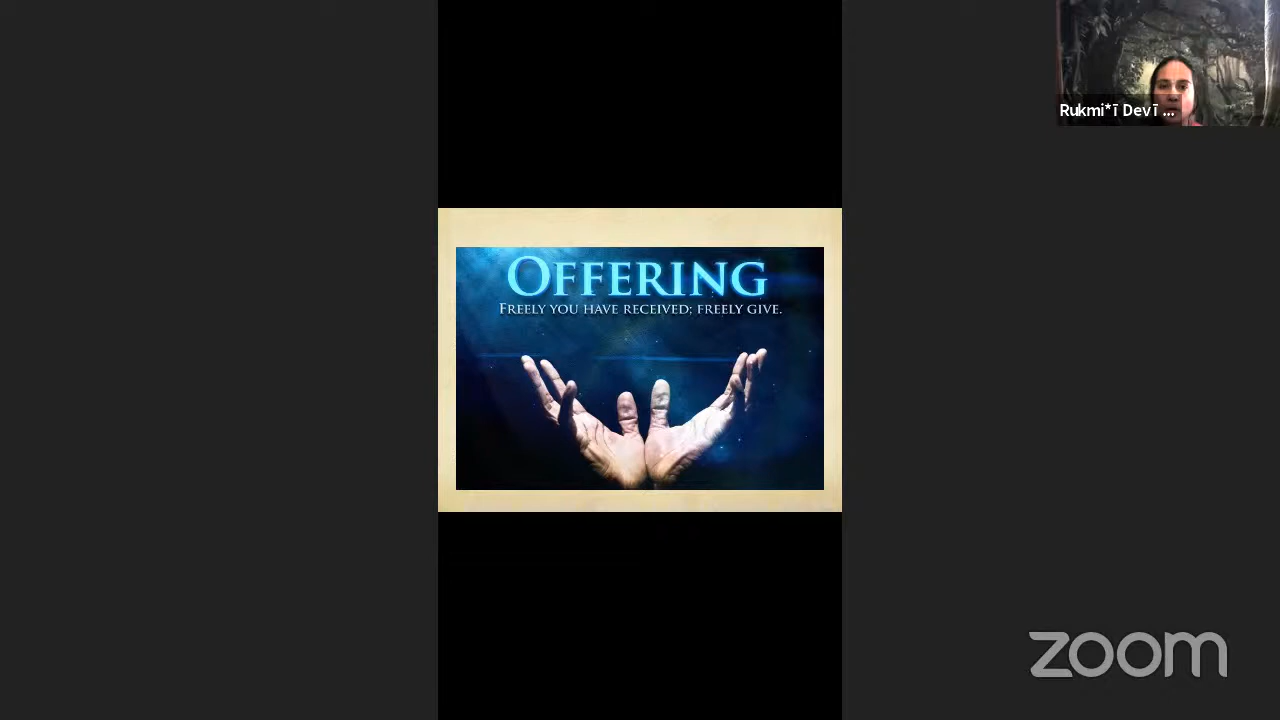 OFFERING
FREELY YOU HAVE RECEIVED; FREELY GIVE.
Rukmi*ī Devī ...
zoom